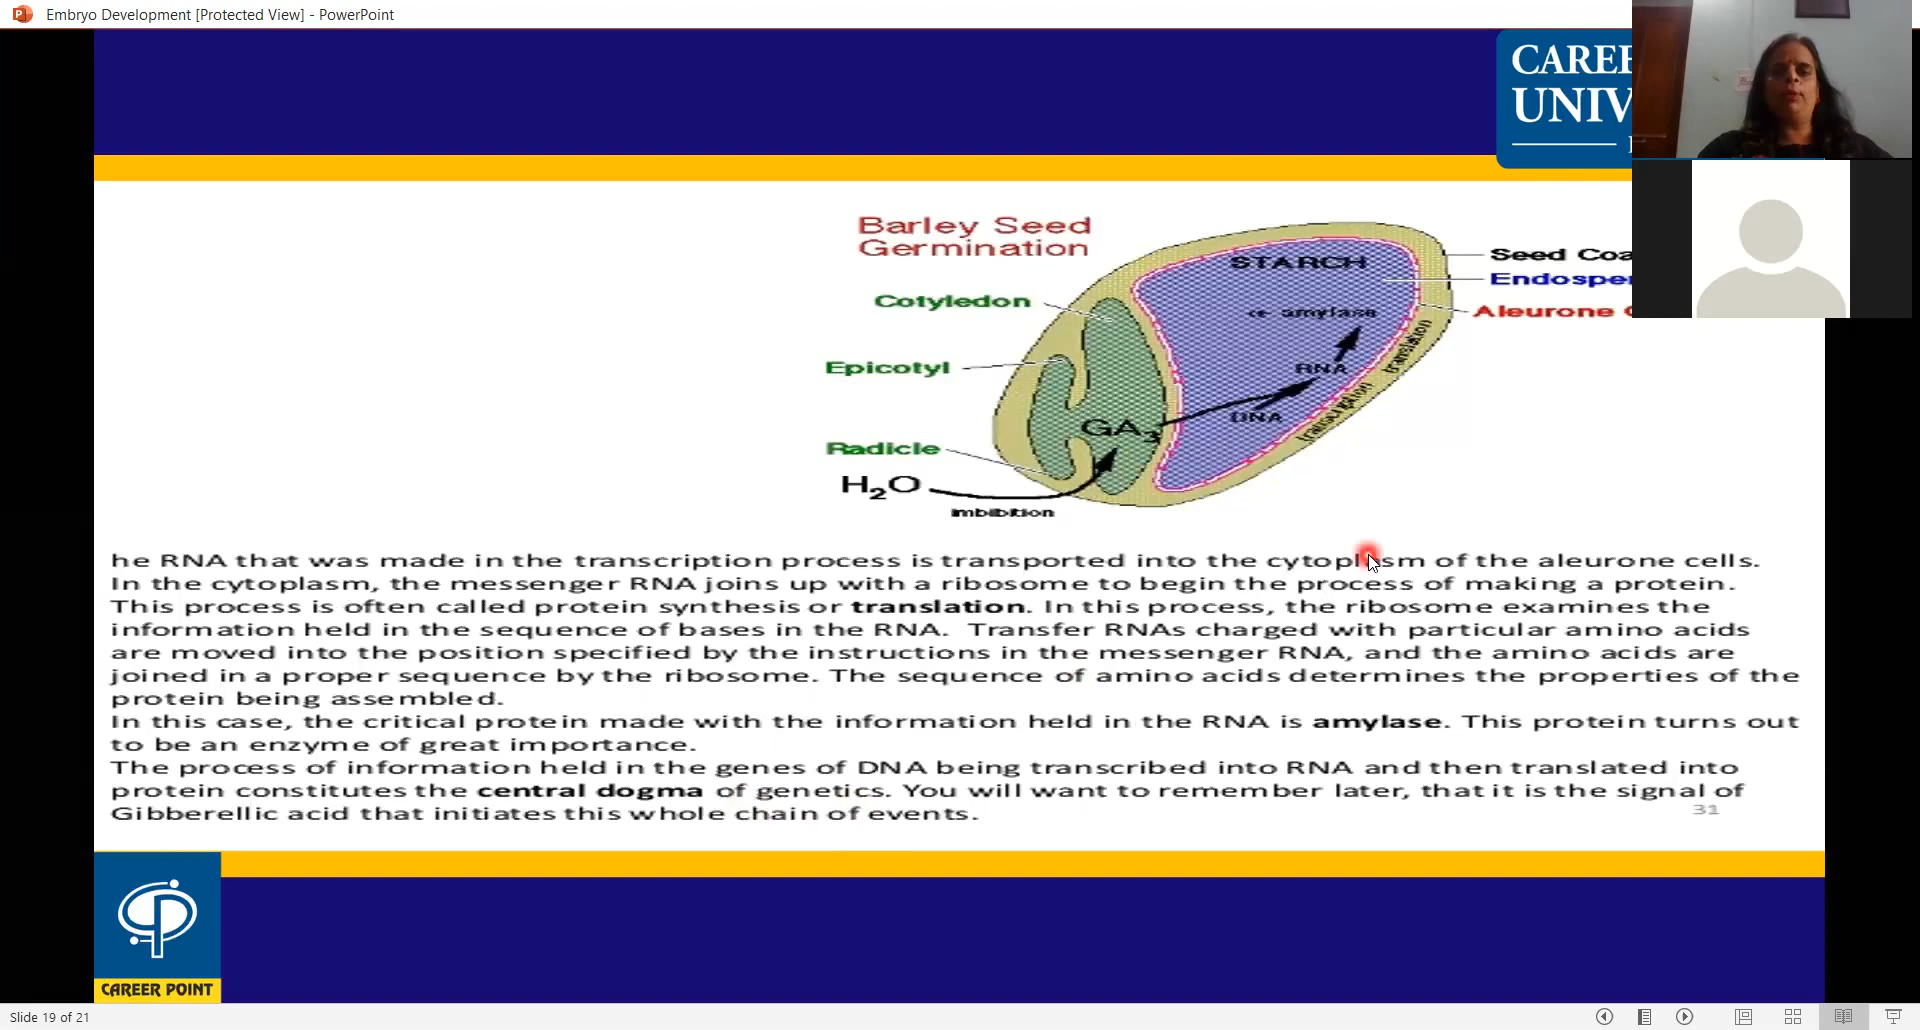 Embryo Development [Protected View] - PowerPoint
CAREE
UNIV
Barley Seed
Germination
STARCH
Seed Coa
Endosper
Cotyledon
α amylase
Aleurone
translation
Epicotyl
RNA
DNA
transcription
GA3
Radicle
H2O
imbibition
he RNA that was made in the transcription process is transported into the cytoplasm of the aleurone cells.
In the cytoplasm, the messenger RNA joins up with a ribosome to begin the process of making a protein.
This process is often called protein synthesis or translation. In this process, the ribosome examines the
information held in the sequence of bases in the RNA. Transfer RNAs charged with particular amino acids
are moved into the position specified by the instructions in the messenger RNA, and the amino acids are
joined in a proper sequence by the ribosome. The sequence of amino acids determines the properties of the
protein being assembled.
In this case, the critical protein made with the information held in the RNA is amylase. This protein turns out
to be an enzyme of great importance.
The process of information held in the genes of DNA being transcribed into RNA and then translated into
protein constitutes the central dogma of genetics. You will want to remember later, that it is the signal of
Gibberellic acid that initiates this whole chain of events.
31
CAREER POINT
Slide 19 of 21